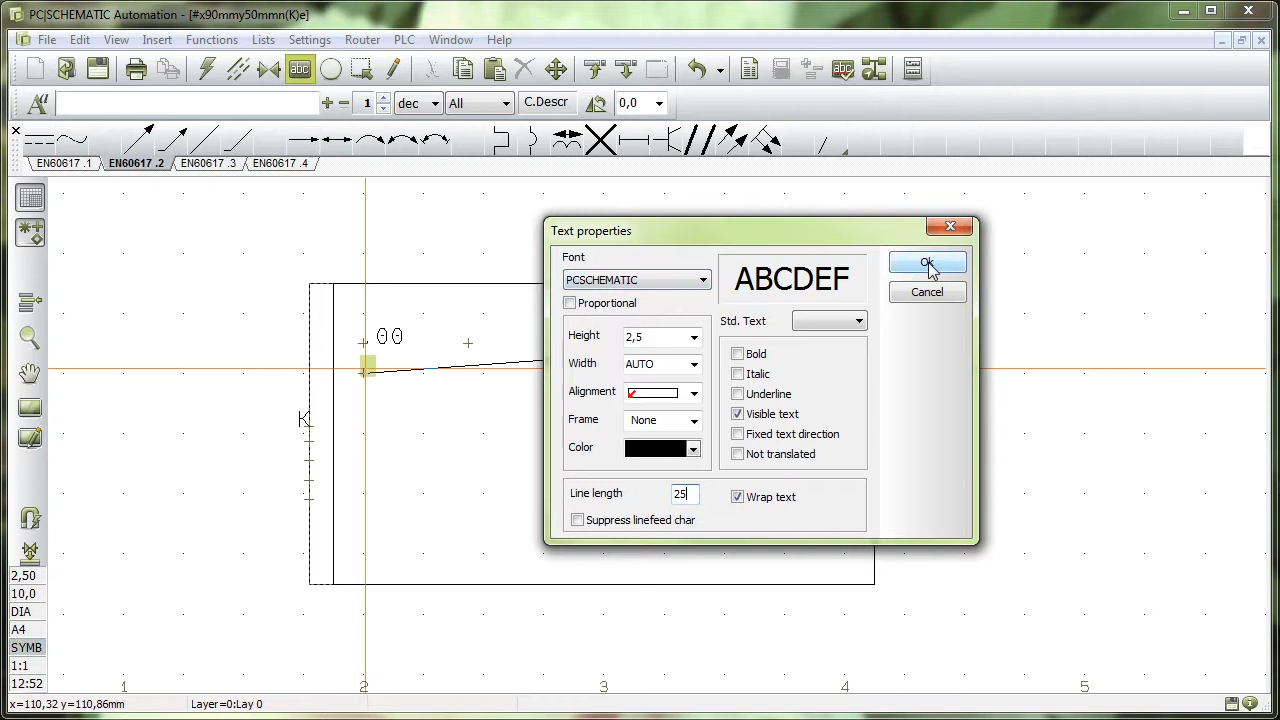 PC|SCHEMATIC Automation - [#x90mmy50mmn(K)e]
File Edit View Insert Functions Lists Settings Router PLC Window Help
abc
abc
A 1 dec All C.Descr 0,0
EN60617 .1 EN60617 .2 EN60617 .3 EN60617 .4
Text properties
Font
PCSCHEMATIC
Proportional
ABCDEF
Ok
Cancel
Std. Text
Height 2,5
Width AUTO
Alignment
Frame None
Color
Bold
Italic
Underline
Visible text
Fixed text direction
Not translated
Line length 25
Wrap text
Suppress linefeed char
.00
K
2,50
10,0
DIA
A4
SYMB
1:1
12:52
1 2 3 4 5
x=110,32 y=110,86mm Layer=0:Lay 0